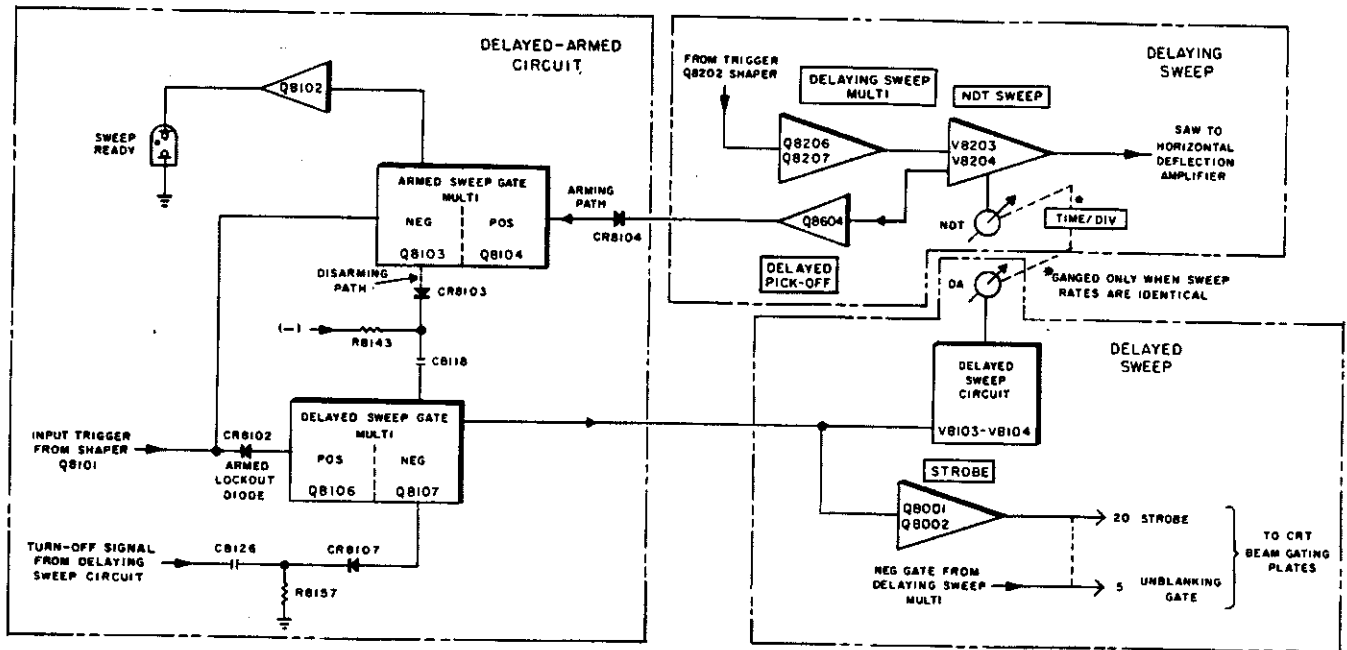 DELAYED-ARMED
CIRCUIT
Q8102
SWEEP
READY
ARMED SWEEP GATE
MULTI
NEG
POS
Q8103
Q8104
ARMING
PATH
CR8104
DISARMING
PATH
CR8103
(-)
R8143
C8118
DELAYED SWEEP GATE
MULTI
POS
NEG
Q8106
Q8107
INPUT TRIGGER
FROM SHAPER
Q8101
CR8102
ARMED
LOCKOUT
DIODE
TURN-OFF SIGNAL
FROM DELAYING
SWEEP CIRCUIT
C8126
CR8107
R8157
DELAYING
SWEEP
FROM TRIGGER
Q8202 SHAPER
DELAYING SWEEP
MULTI
Q8206
Q8207
NDT SWEEP
V8203
V8204
SAW TO
HORIZONTAL
DEFLECTION
AMPLIFIER
Q8604
DELAYED
PICK-OFF
NDT
*
TIME/DIV
*GANGED ONLY WHEN SWEEP
RATES ARE IDENTICAL
DA
DELAYED
SWEEP
DELAYED
SWEEP
CIRCUIT
V8103-V8104
STROBE
Q8001
Q8002
20 STROBE
NEG GATE FROM
DELAYING SWEEP
MULTI
5 UNBLANKING
GATE
TO CRT
BEAM GATING
PLATES